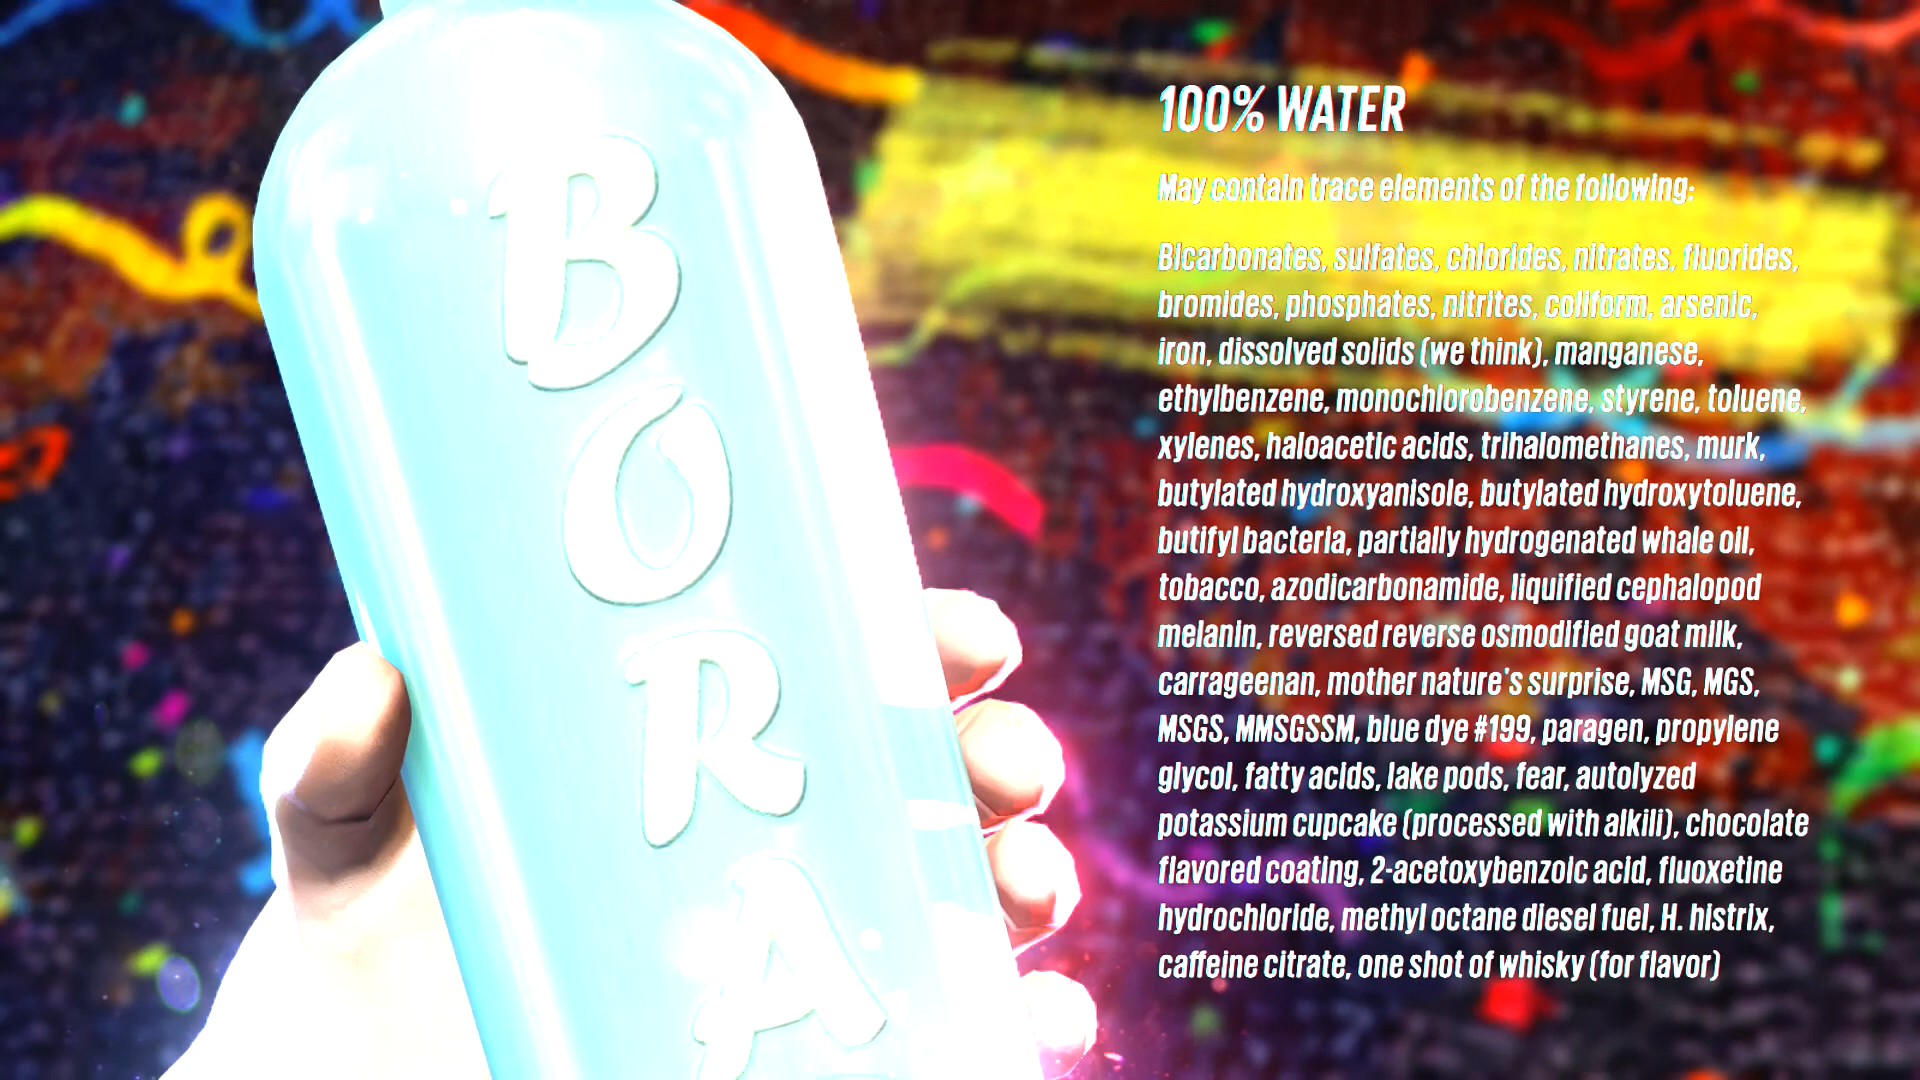 BORA
100% WATER
May contain trace elements of the following:
Bicarbonates, sulfates, chlorides, nitrates, fluorides,
bromides, phosphates, nitrites, coliform, arsenic,
iron, dissolved solids (we think), manganese,
ethylbenzene, monochlorobenzene, styrene, toluene,
xylenes, haloacetic acids, trihalomethanes, murk,
butylated hydroxyanisole, butylated hydroxytoluene,
butifyl bacteria, partially hydrogenated whale oil,
tobacco, azodicarbonamide, liquified cephalopod
melanin, reversed reverse osmodified goat milk,
carrageenan, mother nature's surprise, MSG, MGS,
MSGS, MMSGSSM, blue dye #199, paragen, propylene
glycol, fatty acids, lake pods, fear, autolyzed
potassium cupcake (processed with alkili), chocolate
flavored coating, 2-acetoxybenzoic acid, fluoxetine
hydrochloride, methyl octane diesel fuel, H. histrix,
caffeine citrate, one shot of whisky (for flavor)